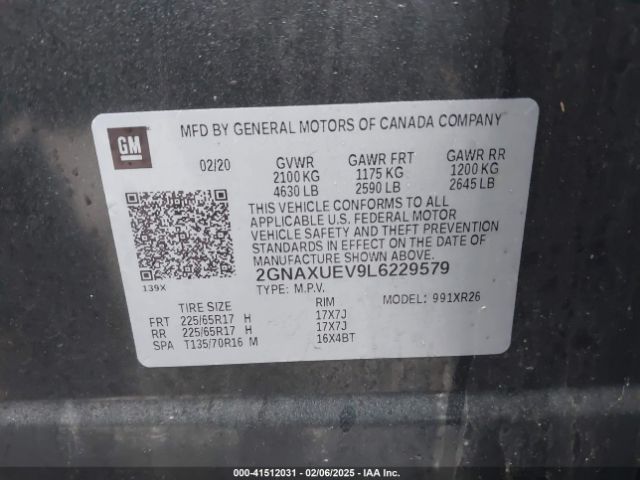 GM
MFD BY GENERAL MOTORS OF CANADA COMPANY
02/20 GVWR GAWR FRT GAWR RR
2100 KG 1175 KG 1200 KG
4630 LB 2590 LB 2645 LB
THIS VEHICLE CONFORMS TO ALL
APPLICABLE U.S. FEDERAL MOTOR
VEHICLE SAFETY AND THEFT PREVENTION
STANDARDS IN EFFECT ON THE DATE OF
MANUFACTURE SHOWN ABOVE.
2GNAXUEV9L6229579
139X TYPE: M.P.V. MODEL: 991XR26
TIRE SIZE RIM
FRT 225/65R17 H 17X7J
RR 225/65R17 H 17X7J
SPA T135/70R16 M 16X4BT
000-41512031 - 02/06/2025 - IAA Inc.